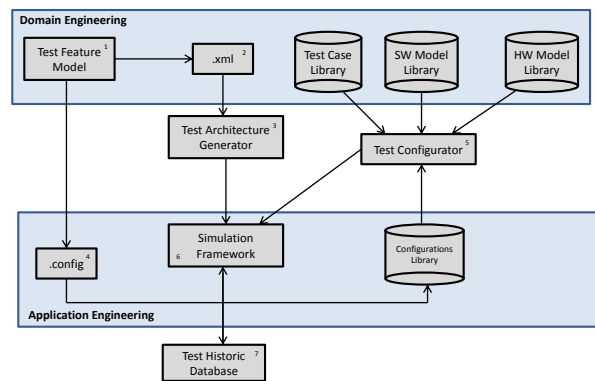 Domain Engineering
Test Feature
Model
1
.xml
2
Test Case
Library
SW Model
Library
HW Model
Library
Test Architecture
Generator
3
Test Configurator
5
Simulation
Framework
6
Configurations
Library
.config
4
Application Engineering
Test Historic
Database
7